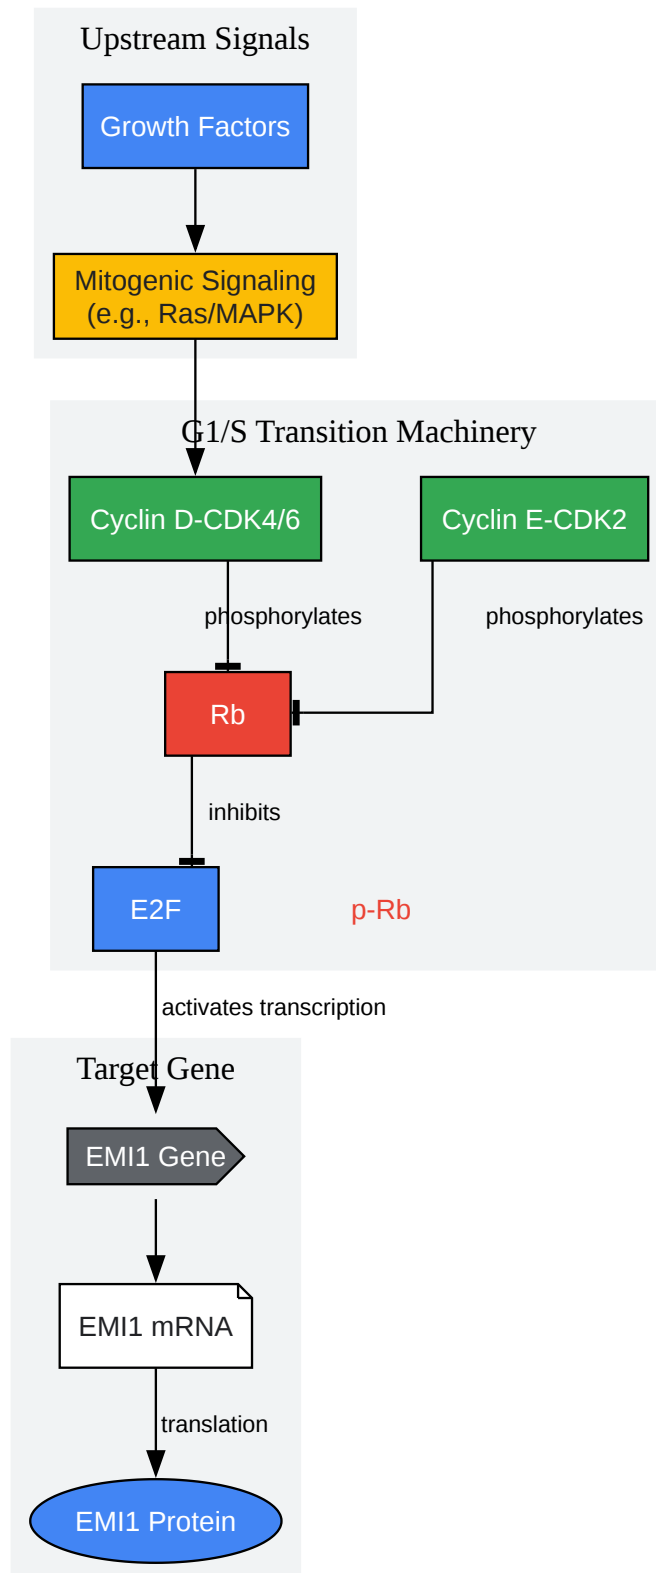 Upstream Signals
Growth Factors
Mitogenic Signaling
(e.g., Ras/MAPK)
G1/S Transition Machinery
Cyclin D-CDK4/6
Cyclin E-CDK2
phosphorylates
phosphorylates
Rb
inhibits
E2F
p-Rb
activates transcription
Target Gene
EMI1 Gene
EMI1 mRNA
translation
EMI1 Protein